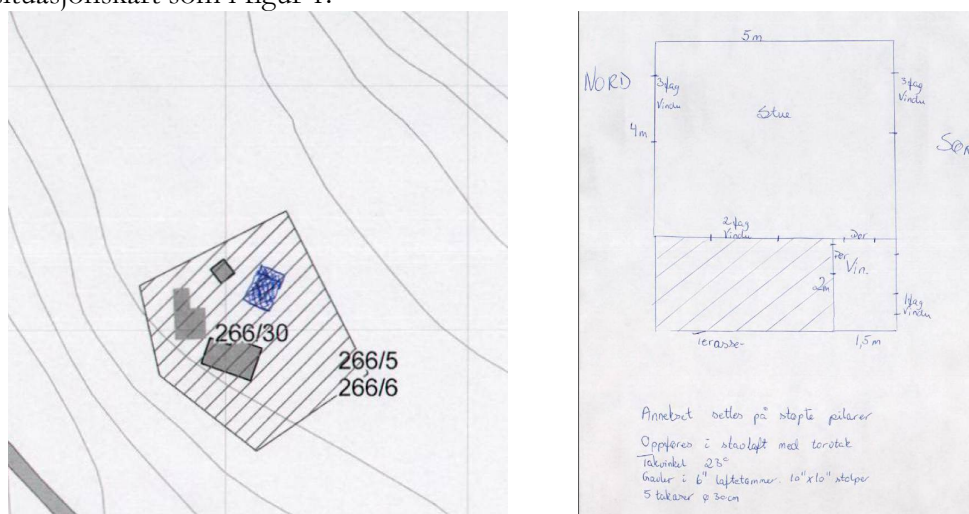 situasjonskart som i figur 1.
266/30
266/5
266/6
5m
NORD
3fag
Vindu
3fag
Vindu
Stue
4m
2fag
Vindu
Dør
Dør
Vin.
2m
1fag
Vindu
Terasse
1,5m
Annekset settes på støpte pilarer
Oppføres i stavlaft med torvtak
Takvinkel 23°
Gavler i 6" laftetømmer. 10"x10" stolper
5 takåser φ 30cm